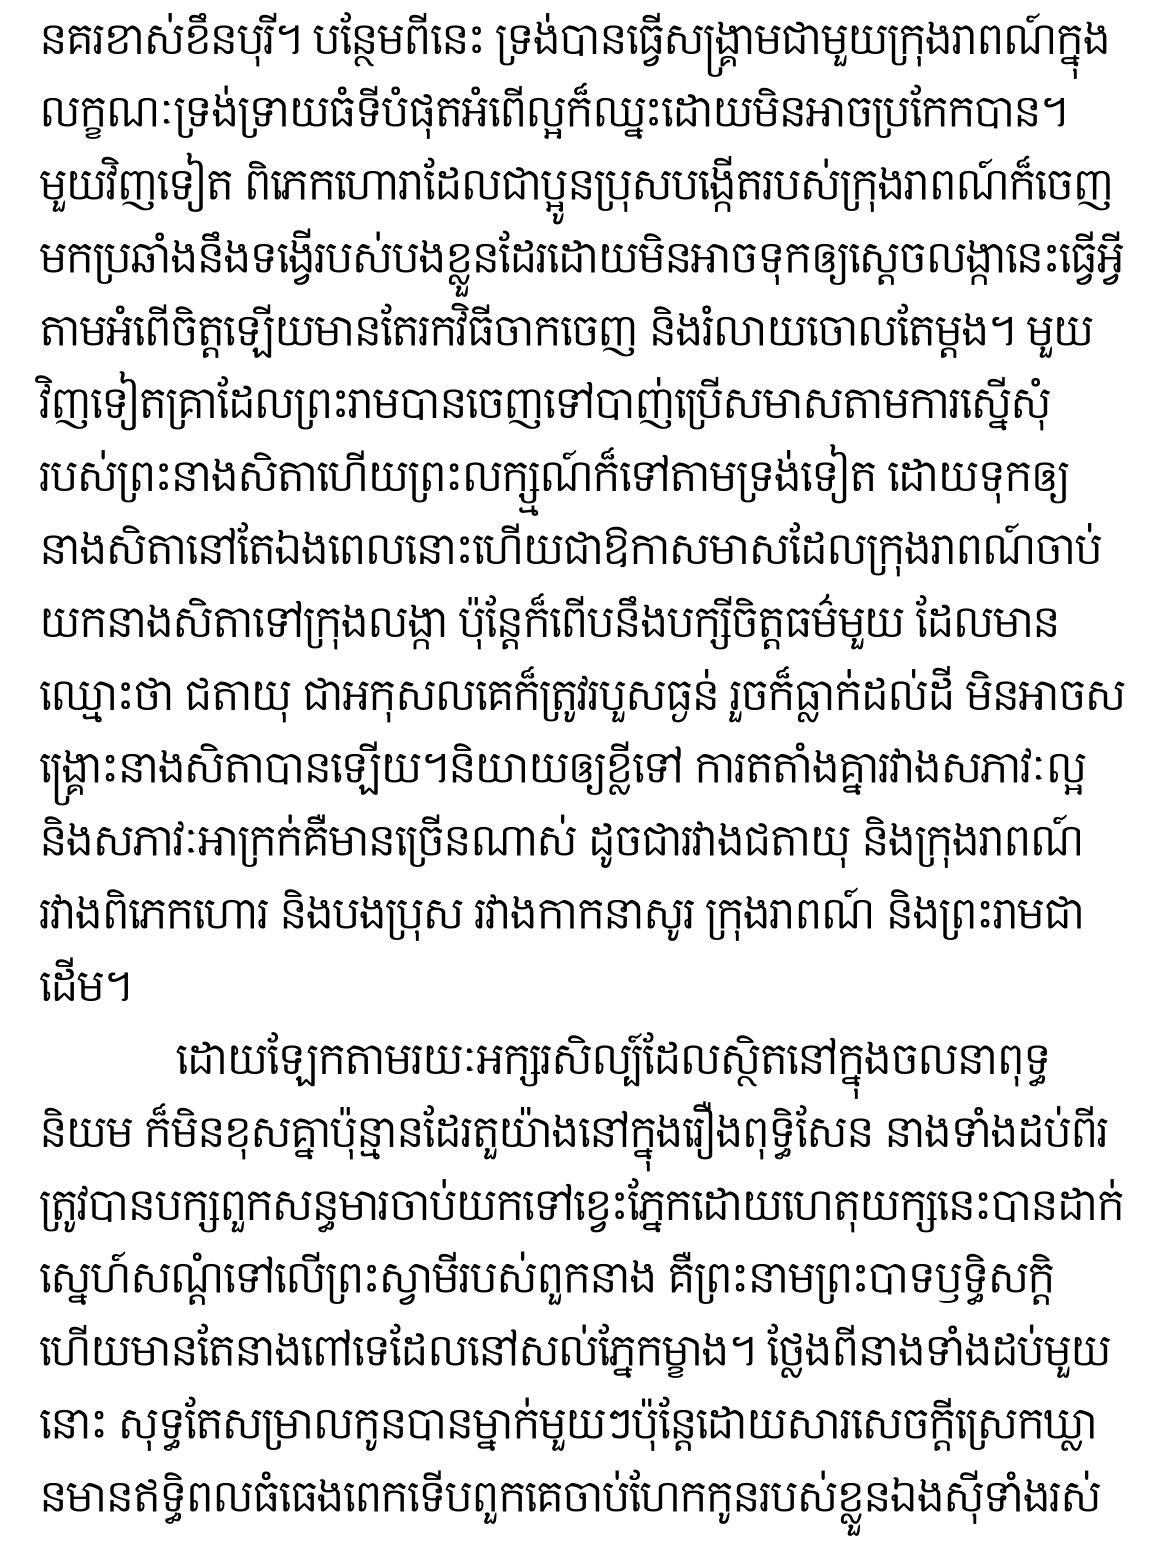 នគរខាស់ខឹនបុរី។ បន្ថែមពីនេះ ទ្រង់បានធ្វើសង្គ្រាមជាមួយក្រុងរាពណ៍ក្នុង
លក្ខណៈទ្រង់ទ្រាយធំទីបំផុតអំពើល្អក៏ឈ្នះដោយមិនអាចប្រកែកបាន។
មួយវិញទៀត ពិភេកហោរាដែលជាប្អូនប្រុសបង្កើតរបស់ក្រុងរាពណ៍ក៏ចេញ
មកប្រឆាំងនឹងទង្វើរបស់បងខ្លួនដែរដោយមិនអាចទុកឲ្យស្តេចលង្កានេះធ្វើអ្វី
តាមអំពើចិត្តឡើយមានតែរកវិធីចាកចេញ និងរំលាយចោលតែម្តង។ មួយ
វិញទៀតគ្រាដែលព្រះរាមបានចេញទៅបាញ់ប្រើសមាសតាមការស្នើសុំ
របស់ព្រះនាងសិតាហើយព្រះលក្ស្មណ៍ក៏ទៅតាមទ្រង់ទៀត ដោយទុកឲ្យ
នាងសិតានៅតែឯងពេលនោះហើយជាឱកាសមាសដែលក្រុងរាពណ៍ចាប់
យកនាងសិតាទៅក្រុងលង្កា ប៉ុន្តែក៏ពើបនឹងបក្សីចិត្តធម៌មួយ ដែលមាន
ឈ្មោះថា ជតាយុ ជាអកុសលគេក៏ត្រូវរបួសធ្ងន់ រួចក៏ធ្លាក់ដល់ដី មិនអាចស
ង្គ្រោះនាងសិតាបានឡើយ។និយាយឲ្យខ្លីទៅ ការតតាំងគ្នារវាងសភាវៈល្អ
និងសភាវៈអាក្រក់គឺមានច្រើនណាស់ ដូចជារវាងជតាយុ និងក្រុងរាពណ៍
រវាងពិភេកហោរ និងបងប្រុស រវាងកាកនាសូរ ក្រុងរាពណ៍ និងព្រះរាមជា
ដើម។
ដោយឡែកតាមរយៈអក្សរសិល្ប៍ដែលស្ថិតនៅក្នុងចលនាពុទ្ធ
និយម ក៏មិនខុសគ្នាប៉ុន្មានដែរតួយ៉ាងនៅក្នុងរឿងពុទ្ធិសែន នាងទាំងដប់ពីរ
ត្រូវបានបក្សពួកសន្ធមារចាប់យកទៅខ្វេះភ្នែកដោយហេតុយក្សនេះបានដាក់
ស្នេហ៍សណ្តំទៅលើព្រះស្វាមីរបស់ពួកនាង គឺព្រះនាមព្រះបាទឫទ្ធិសក្តិ
ហើយមានតែនាងពៅទេដែលនៅសល់ភ្នែកម្ខាង។ ថ្លែងពីនាងទាំងដប់មួយ
នោះ សុទ្ធតែសម្រាលកូនបានម្នាក់មួយៗប៉ុន្តែដោយសារសេចក្តីស្រេកឃ្លា
នមានឥទ្ធិពលធំធេងពេកទើបពួកគេចាប់ហែកកូនរបស់ខ្លួនឯងស៊ីទាំងរស់